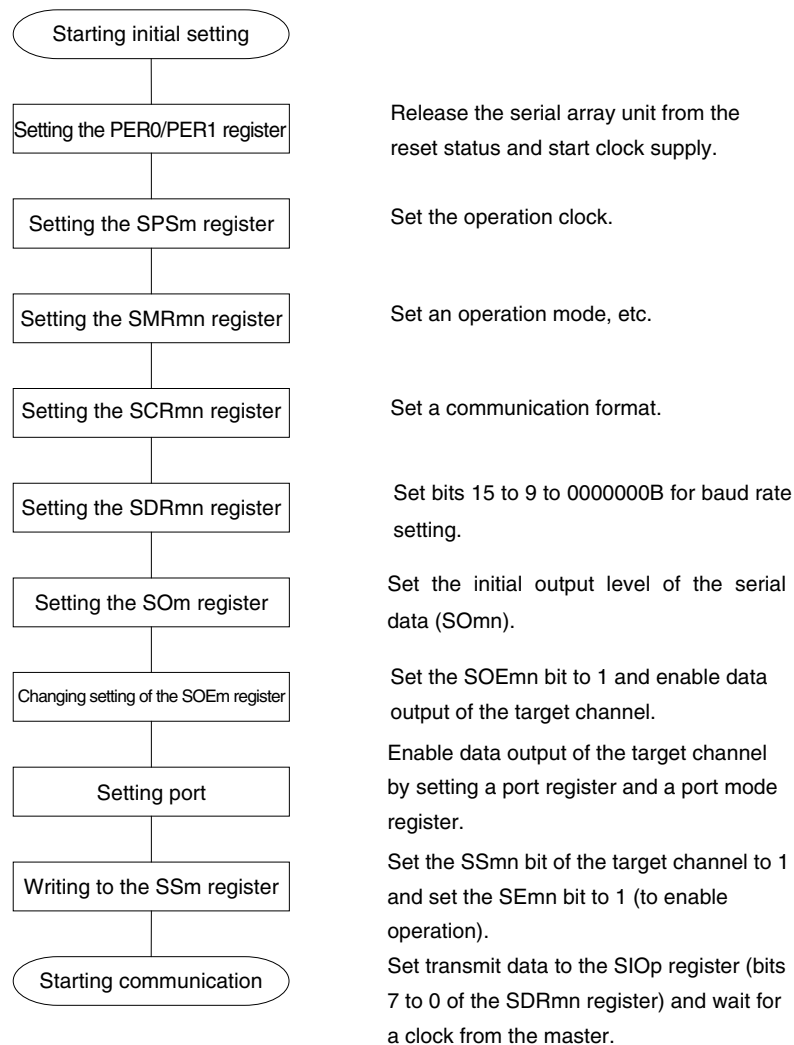 Starting initial setting
Setting the PER0/PER1 register
Release the serial array unit from the
reset status and start clock supply.
Setting the SPSm register
Set the operation clock.
Setting the SMRmn register
Set an operation mode, etc.
Setting the SCRmn register
Set a communication format.
Setting the SDRmn register
Set bits 15 to 9 to 0000000B for baud rate
setting.
Setting the SOm register
Set the initial output level of the serial
data (SOmn).
Changing setting of the SOEm register
Set the SOEmn bit to 1 and enable data
output of the target channel.
Setting port
Enable data output of the target channel
by setting a port register and a port mode
register.
Writing to the SSm register
Set the SSmn bit of the target channel to 1
and set the SEmn bit to 1 (to enable
operation).
Starting communication
Set transmit data to the SIOp register (bits
7 to 0 of the SDRmn register) and wait for
a clock from the master.